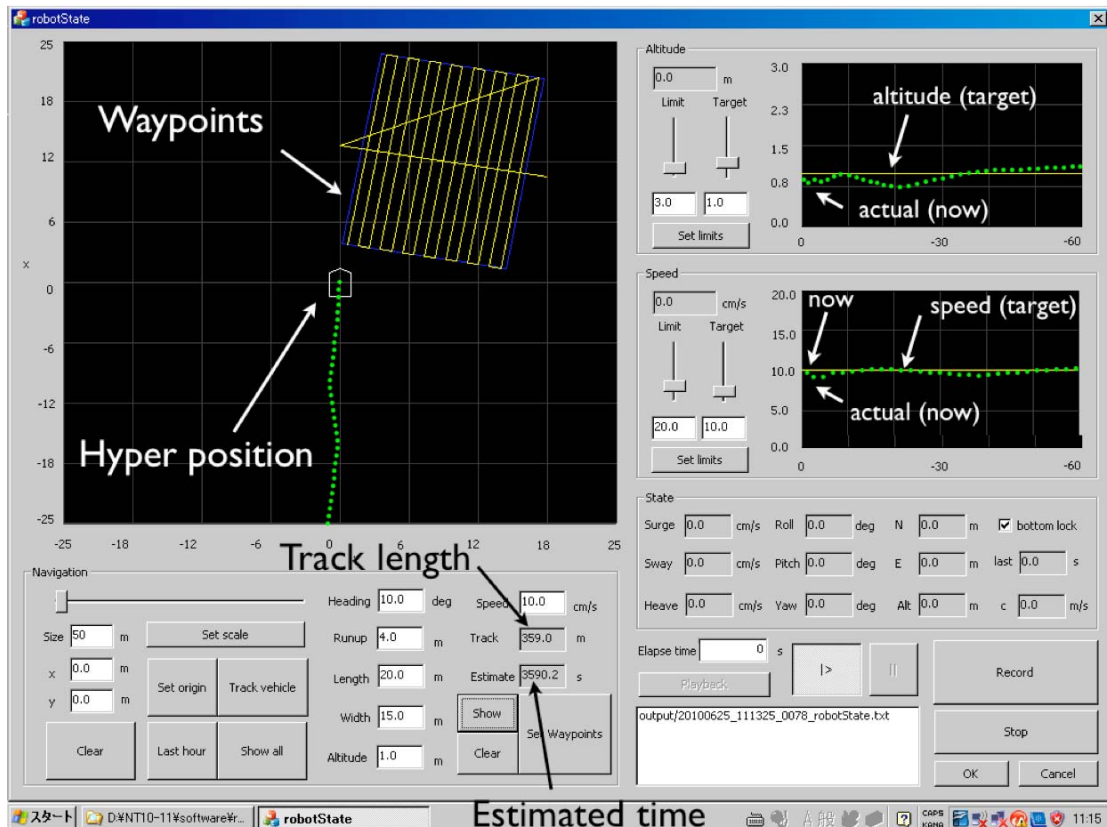 robotState
25
18
12
6
x
0
-6
-12
-18
-25
-25
-18
-12
-6
0
6
12
18
25
Waypoints
Hyper position
Track length
Altitude
0.0 m
Limit Target
3.0 1.0
Set limits
3.0
2.3
1.5
0.8
0.0
0 -30 -60
altitude (target)
actual (now)
Speed
0.0 cm/s
Limit Target
20.0 10.0
Set limits
20.0
15.0
10.0
5.0
0.0
0 -30 -60
now
speed (target)
actual (now)
State
Surge 0.0 cm/s Roll 0.0 deg N 0.0 m bottom lock
Sway 0.0 cm/s Pitch 0.0 deg E 0.0 m last 0.0 s
Heave 0.0 cm/s Yaw 0.0 deg Alt 0.0 m c 0.0 m/s
Navigation
Size 50 m
Set scale
x 0.0 m
y 0.0 m
Set origin
Track vehicle
Clear
Last hour
Show all
Heading 10.0 deg
Runup 4.0 m
Length 20.0 m
Width 15.0 m
Altitude 1.0 m
Speed 10.0 cm/s
Track 359.0 m
Estimate 3590.2 s
Show
Clear
Set Waypoints
Estimated time
Elapse time 0 s
Playback
|>
||
Record
output/20100625_111325_0078_robotState.txt
Stop
OK
Cancel
スタート
D:¥NT10-11¥software¥r...
robotState
A 般
CAPS
KANA
11:15